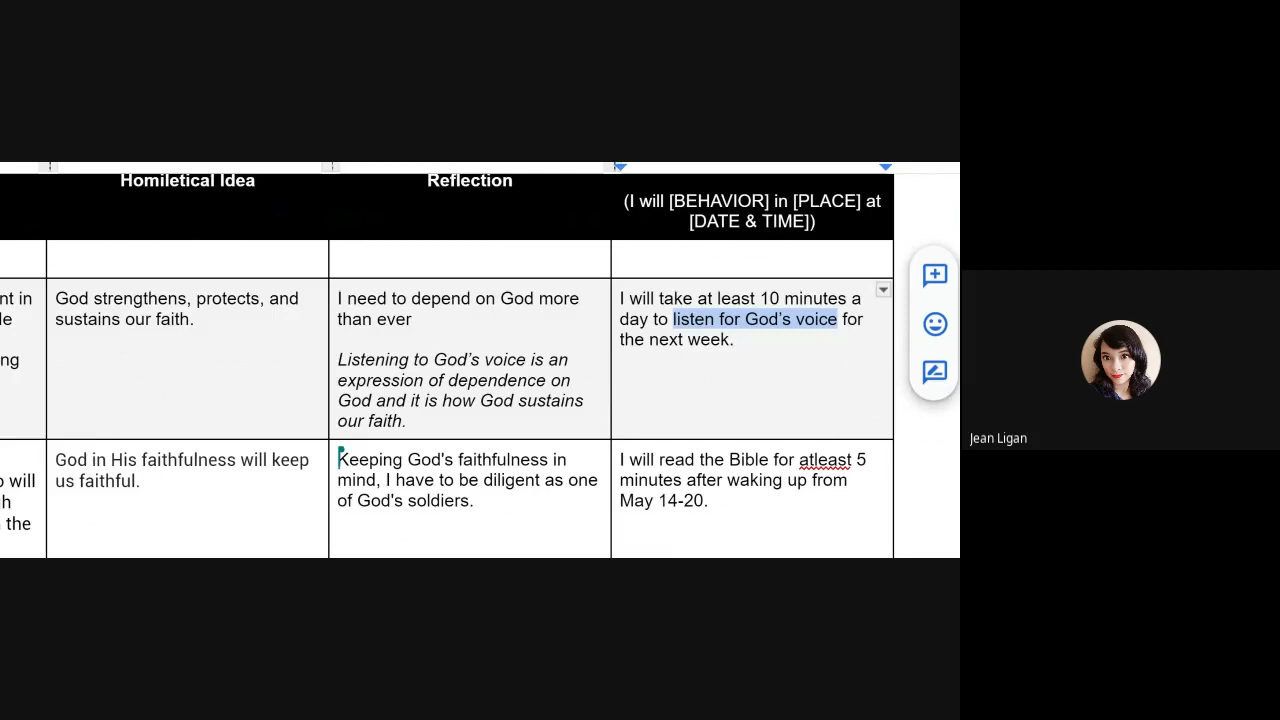 Homiletical Idea
Reflection
(I will [BEHAVIOR] in [PLACE] at
[DATE & TIME])
nt in
le
ng
God strengthens, protects, and
sustains our faith.
I need to depend on God more
than ever
Listening to God’s voice is an
expression of dependence on
God and it is how God sustains
our faith.
I will take at least 10 minutes a
day to listen for God’s voice for
the next week.
o will
gh
n the
God in His faithfulness will keep
us faithful.
Keeping God's faithfulness in
mind, I have to be diligent as one
of God's soldiers.
I will read the Bible for atleast 5
minutes after waking up from
May 14-20.
Jean Ligan